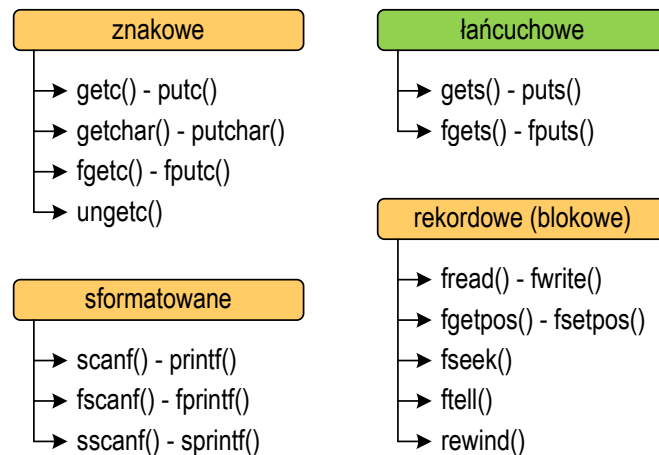 znakowe
getc() - putc()
getchar() - putchar()
fgetc() - fputc()
ungetc()
sformatowane
scanf() - printf()
fscanf() - fprintf()
sscanf() - sprintf()
łańcuchowe
gets() - puts()
fgets() - fputs()
rekordowe (blokowe)
fread() - fwrite()
fgetpos() - fsetpos()
fseek()
ftell()
rewind()